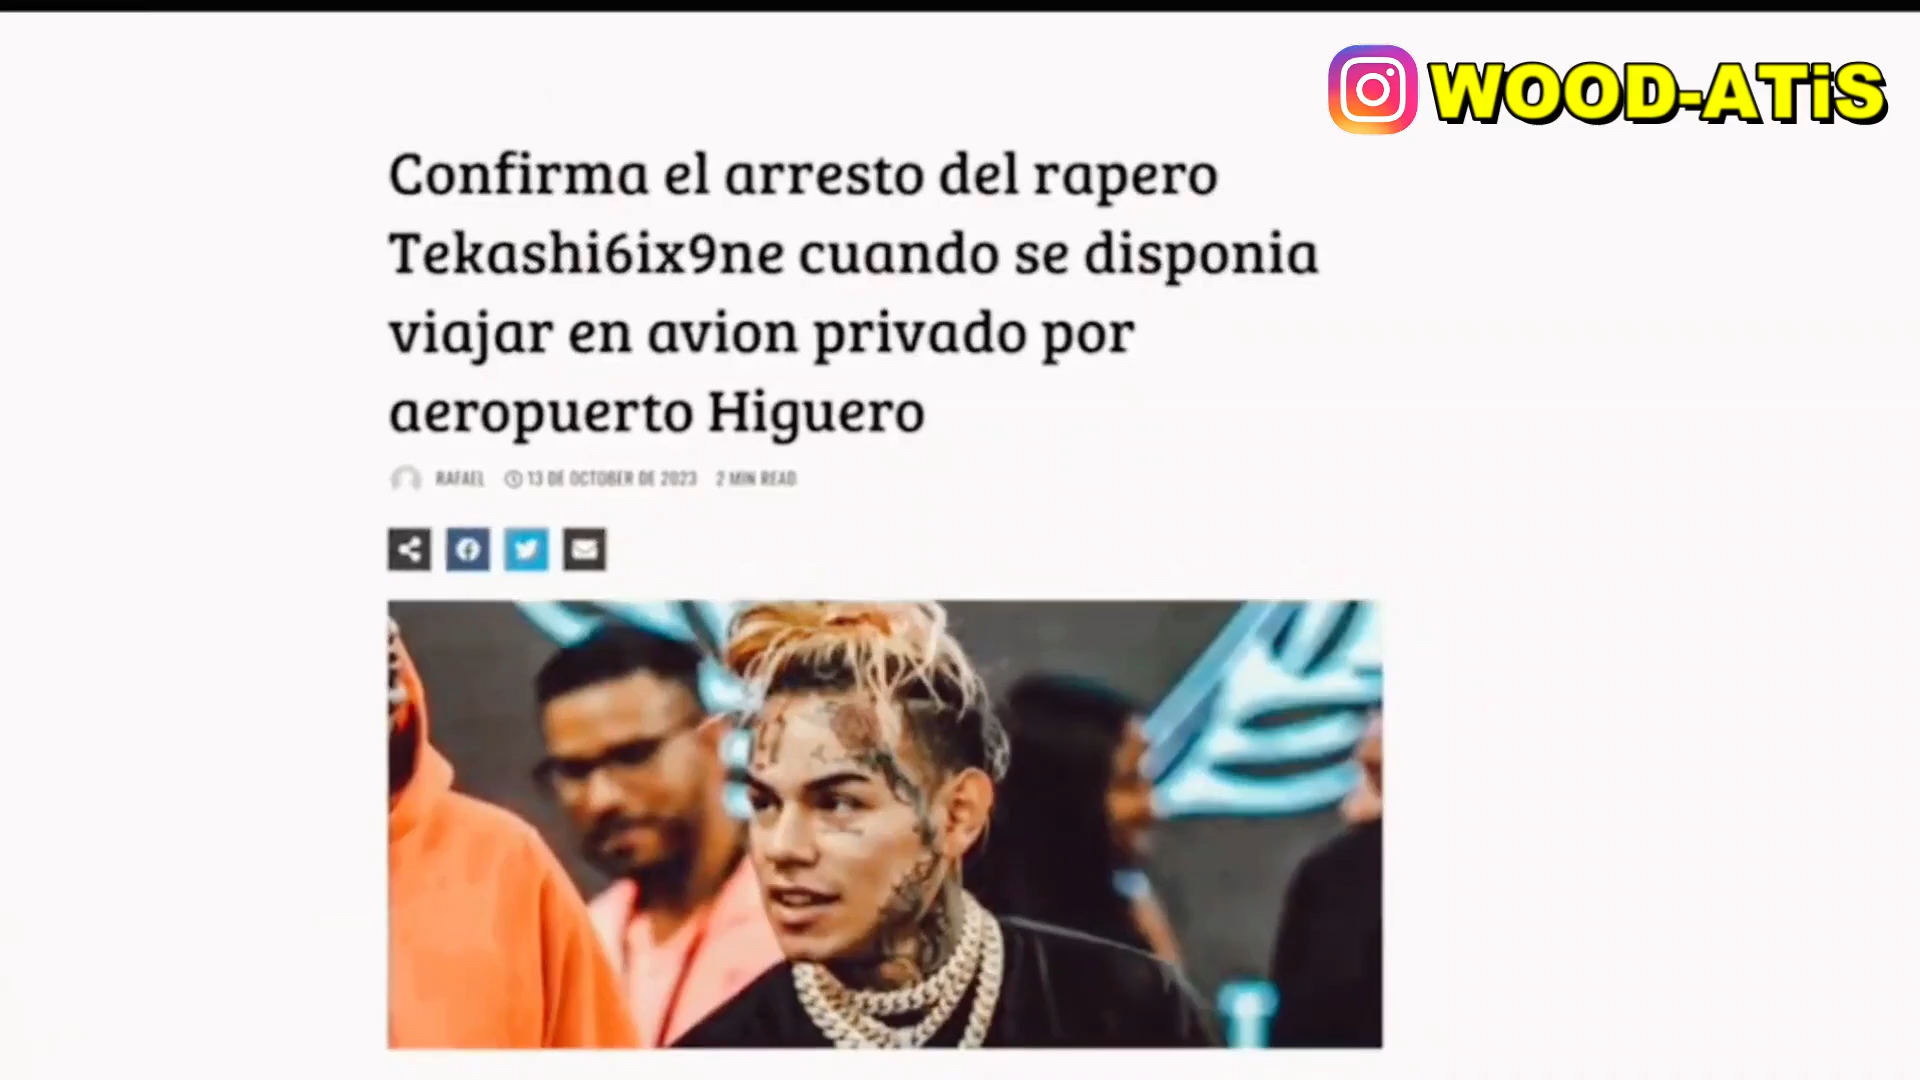 WOOD-ATiS
Confirma el arresto del rapero
Tekashi6ix9ne cuando se disponia
viajar en avion privado por
aeropuerto Higuero
RAFAEL 13 DE OCTOBER DE 2023 2 MIN READ